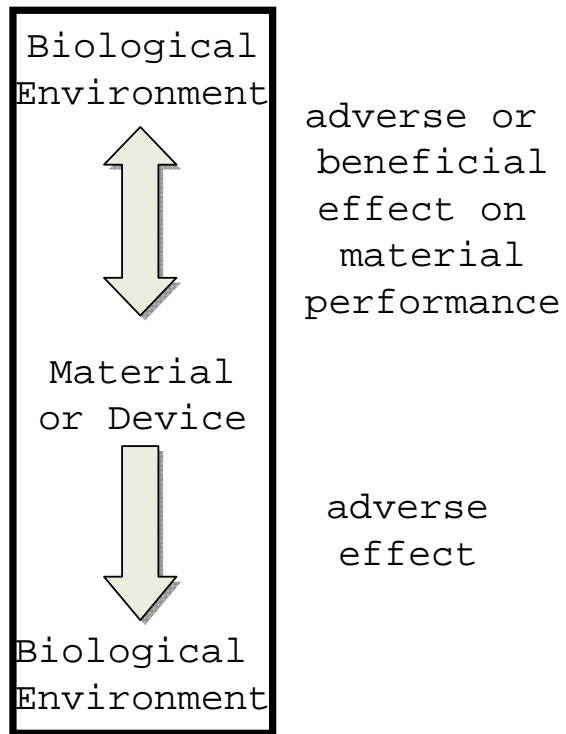 Biological
Environment
adverse or
beneficial
effect on
material
performance
Material
or Device
adverse
effect
Biological
Environment